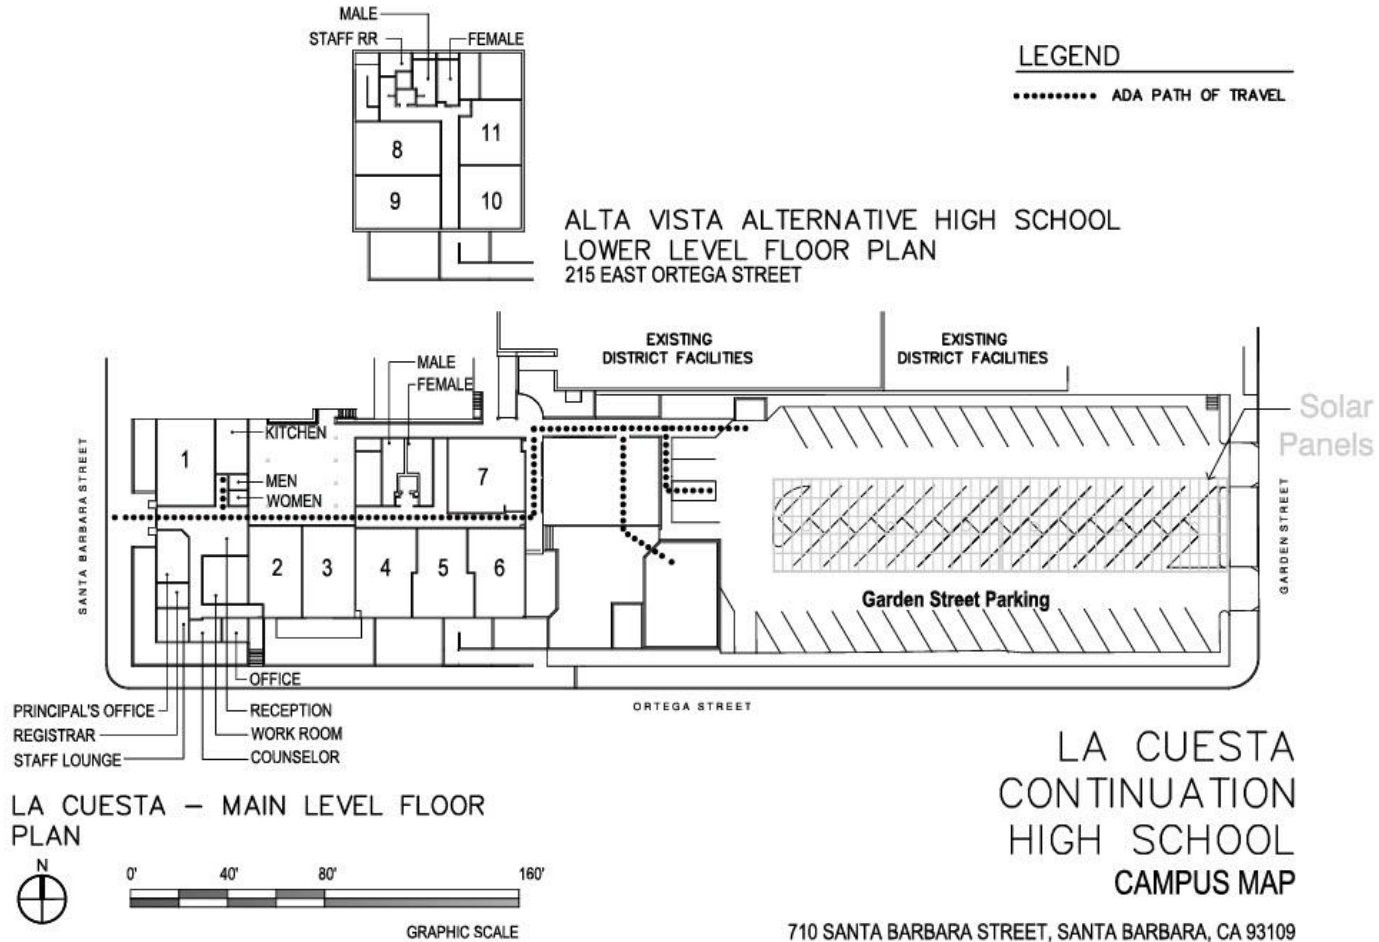 MALE
STAFF RR
FEMALE
LEGEND
ADA PATH OF TRAVEL
11
8
9
10
ALTA VISTA ALTERNATIVE HIGH SCHOOL
LOWER LEVEL FLOOR PLAN
215 EAST ORTEGA STREET
EXISTING
DISTRICT FACILITIES
EXISTING
DISTRICT FACILITIES
MALE
FEMALE
Solar
Panels
KITCHEN
1
MEN
WOMEN
7
SANTA BARBARA STREET
GARDEN STREET
2
3
4
5
6
Garden Street Parking
OFFICE
ORTEGA STREET
PRINCIPAL'S OFFICE
RECEPTION
REGISTRAR
WORK ROOM
STAFF LOUNGE
COUNSELOR
LA CUESTA
CONTINUATION
HIGH SCHOOL
CAMPUS MAP
LA CUESTA – MAIN LEVEL FLOOR
PLAN
N
0'
40'
80'
160'
GRAPHIC SCALE
710 SANTA BARBARA STREET, SANTA BARBARA, CA 93109